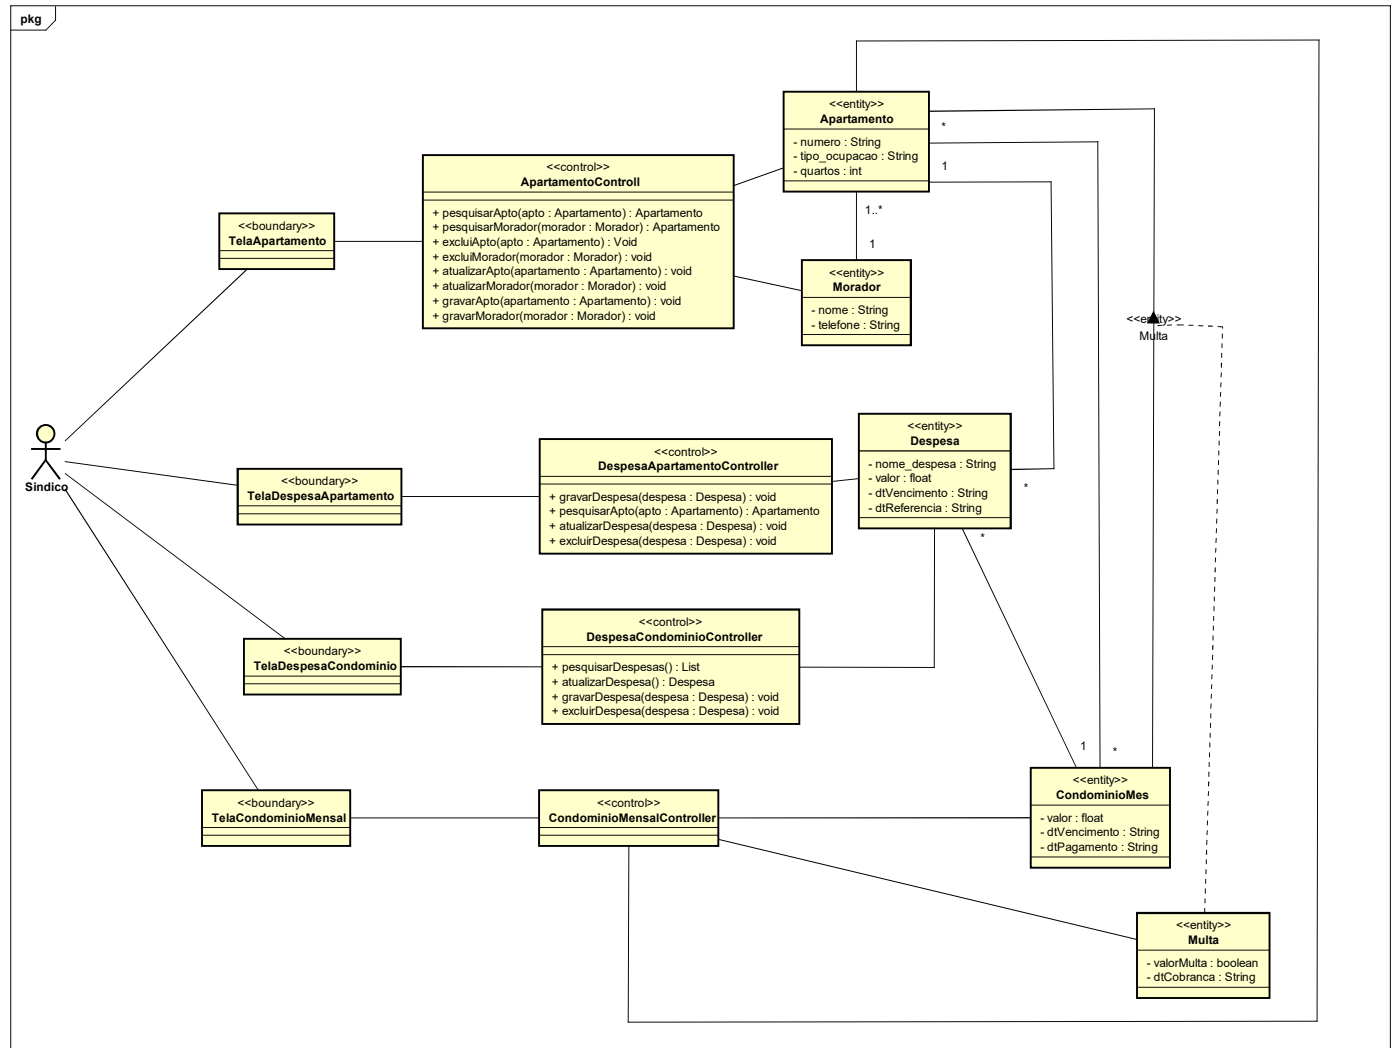 pkg
<<entity>>
Apartamento
- numero : String
- tipo_ocupacao : String
- quartos : int
*
1
1..*
1
<<control>>
ApartamentoControll
+ pesquisarApto(apto : Apartamento) : Apartamento
+ pesquisarMorador(morador : Morador) : Apartamento
+ excluiApto(apto : Apartamento) : Void
+ excluiMorador(morador : Morador) : void
+ atualizarApto(apartamento : Apartamento) : void
+ atualizarMorador(morador : Morador) : void
+ gravarApto(apartamento : Apartamento) : void
+ gravarMorador(morador : Morador) : void
<<boundary>>
TelaApartamento
<<entity>>
Morador
- nome : String
- telefone : String
<<entity>>
Multa
Sindico
<<boundary>>
TelaDespesaApartamento
<<control>>
DespesaApartamentoController
+ gravarDespesa(despesa : Despesa) : void
+ pesquisarApto(apto : Apartamento) : Apartamento
+ atualizarDespesa(despesa : Despesa) : void
+ excluirDespesa(despesa : Despesa) : void
<<entity>>
Despesa
- nome_despesa : String
- valor : float
- dtVencimento : String
- dtReferencia : String
*
*
<<boundary>>
TelaDespesaCondominio
<<control>>
DespesaCondominioController
+ pesquisarDespesas() : List
+ atualizarDespesa() : Despesa
+ gravarDespesa(despesa : Despesa) : void
+ excluirDespesa(despesa : Despesa) : void
1
*
<<boundary>>
TelaCondominioMensal
<<control>>
CondominioMensalController
<<entity>>
CondominioMes
- valor : float
- dtVencimento : String
- dtPagamento : String
<<entity>>
Multa
- valorMulta : boolean
- dtCobranca : String